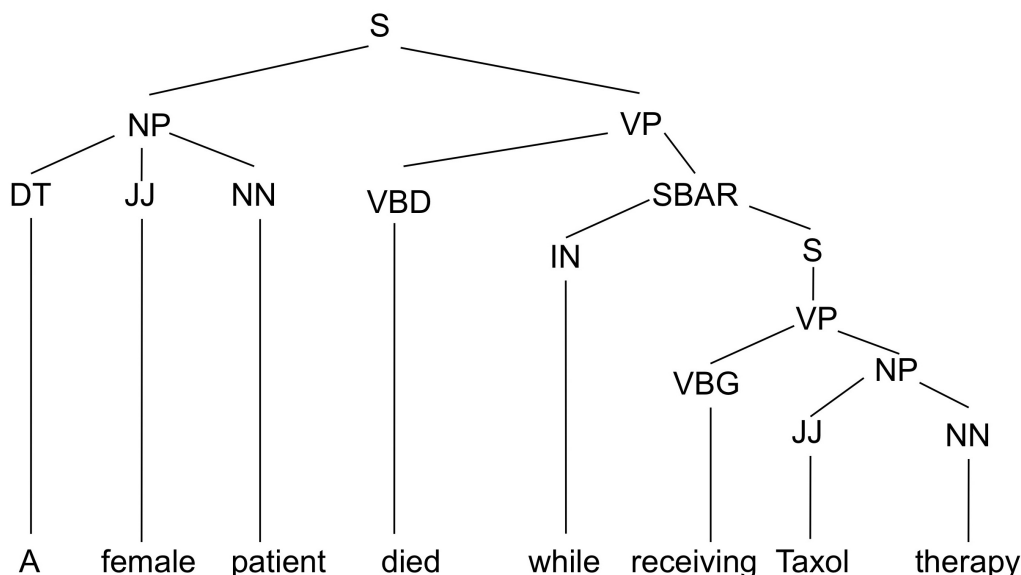 S
NP VP
DT JJ NN VBD SBAR
IN S
VP
VBG NP
JJ NN
A female patient died while receiving Taxol therapy